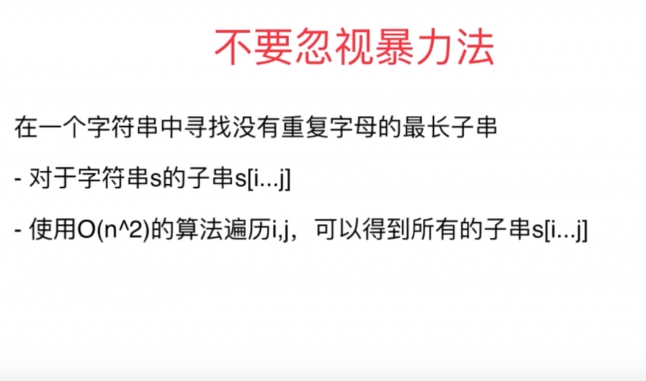 不要忽视暴力法
在一个字符串中寻找没有重复字母的最长子串
- 对于字符串s的子串s[i...j]
- 使用O(n^2)的算法遍历i,j，可以得到所有的子串s[i...j]